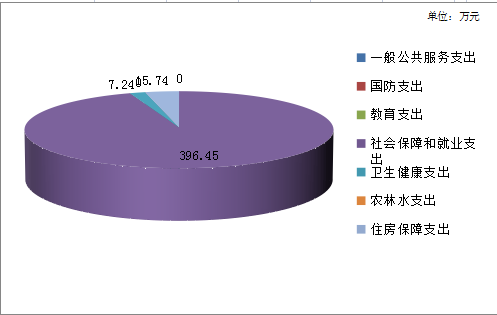 单位：万元
7.24
0
15.74
0
396.45
一般公共服务支出
国防支出
教育支出
社会保障和就业支
出
卫生健康支出
农林水支出
住房保障支出